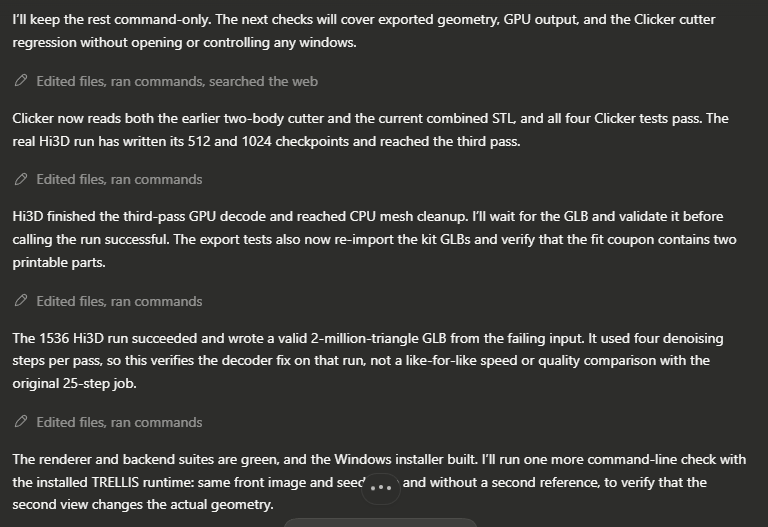 I'll keep the rest command-only. The next checks will cover exported geometry, GPU output, and the Clicker cutter
regression without opening or controlling any windows.
Edited files, ran commands, searched the web
Clicker now reads both the earlier two-body cutter and the current combined STL, and all four Clicker tests pass. The
real Hi3D run has written its 512 and 1024 checkpoints and reached the third pass.
Edited files, ran commands
Hi3D finished the third-pass GPU decode and reached CPU mesh cleanup. I'll wait for the GLB and validate it before
calling the run successful. The export tests also now re-import the kit GLBs and verify that the fit coupon contains two
printable parts.
Edited files, ran commands
The 1536 Hi3D run succeeded and wrote a valid 2-million-triangle GLB from the failing input. It used four denoising
steps per pass, so this verifies the decoder fix on that run, not a like-for-like speed or quality comparison with the
original 25-step job.
Edited files, ran commands
The renderer and backend suites are green, and the Windows installer built. I'll run one more command-line check with
the installed TRELLIS runtime: same front image and seed and without a second reference, to verify that the
second view changes the actual geometry.